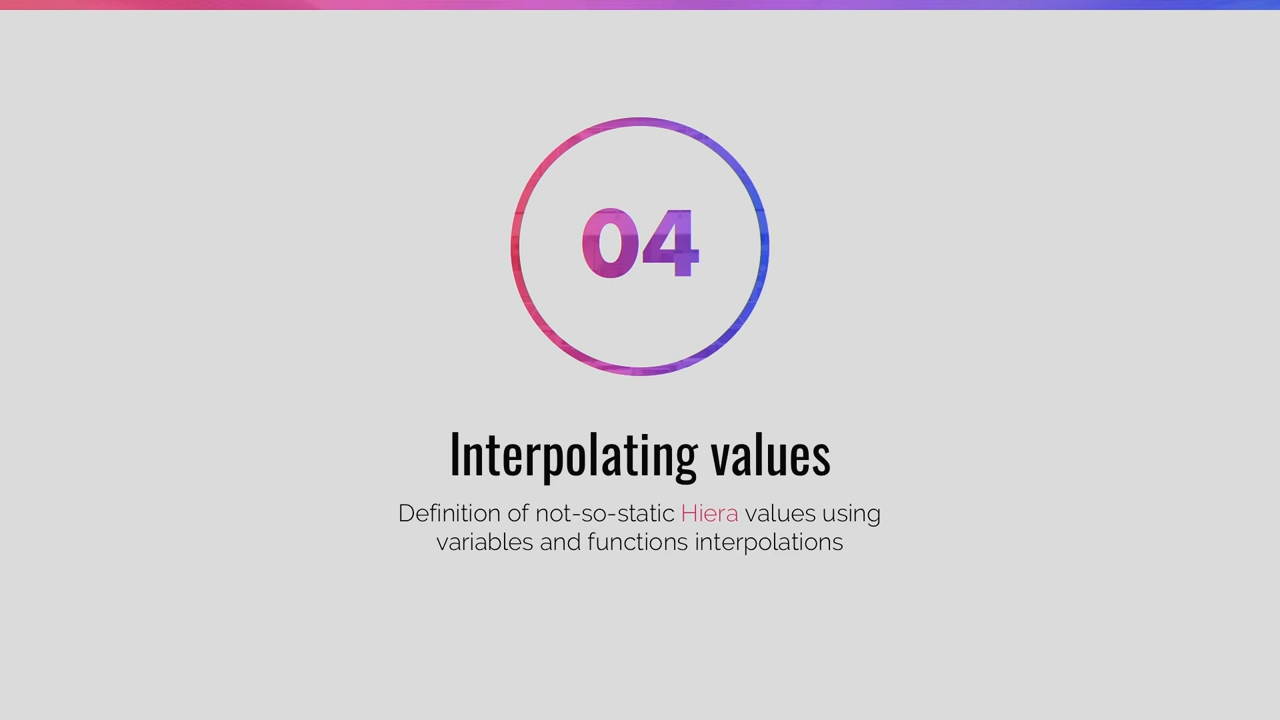 04
Interpolating values
Definition of not-so-static Hiera values using
variables and functions interpolations